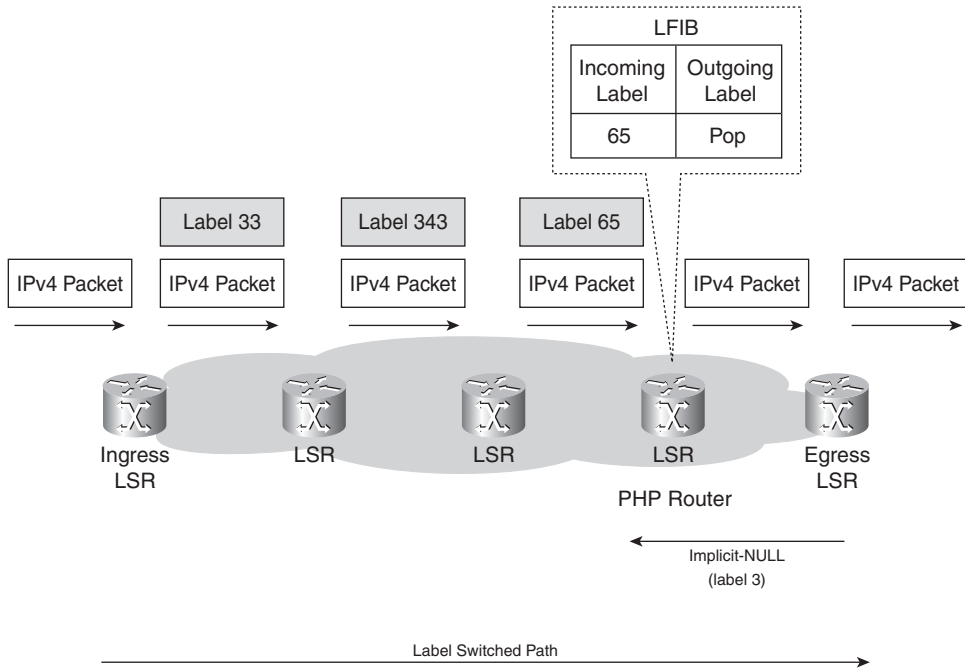 LFIB
Incoming
Label
Outgoing
Label
65
Pop
Label 33
Label 343
Label 65
IPv4 Packet
IPv4 Packet
IPv4 Packet
IPv4 Packet
IPv4 Packet
IPv4 Packet
Ingress
LSR
LSR
LSR
LSR
Egress
LSR
PHP Router
Implicit-NULL
(label 3)
Label Switched Path